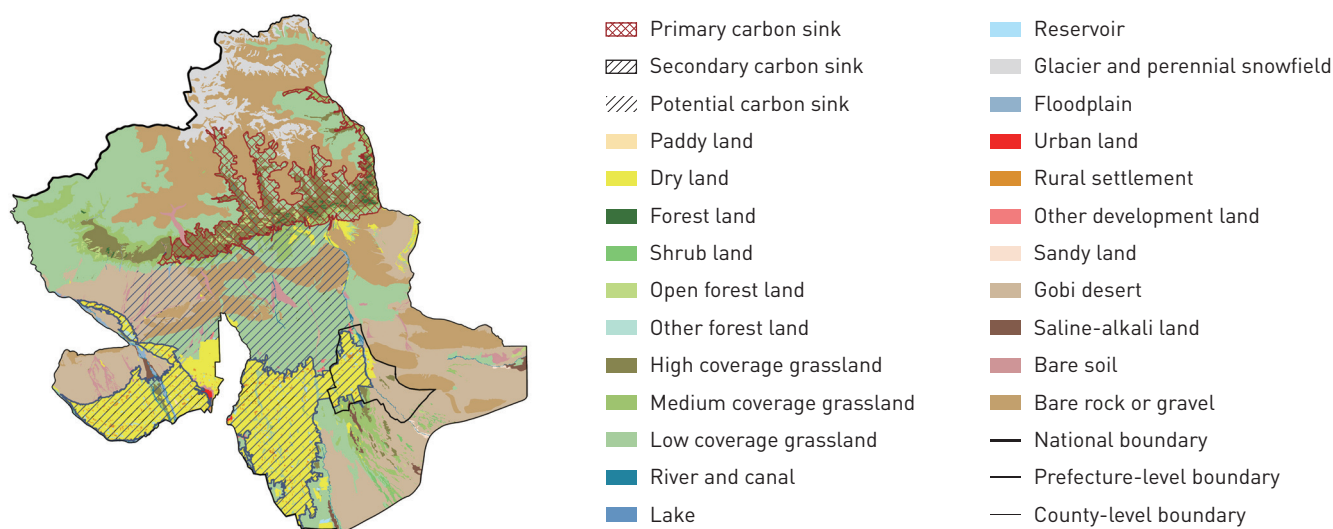 Primary carbon sink
Secondary carbon sink
Potential carbon sink
Paddy land
Dry land
Forest land
Shrub land
Open forest land
Other forest land
High coverage grassland
Medium coverage grassland
Low coverage grassland
River and canal
Lake
Reservoir
Glacier and perennial snowfield
Floodplain
Urban land
Rural settlement
Other development land
Sandy land
Gobi desert
Saline-alkali land
Bare soil
Bare rock or gravel
National boundary
Prefecture-level boundary
County-level boundary